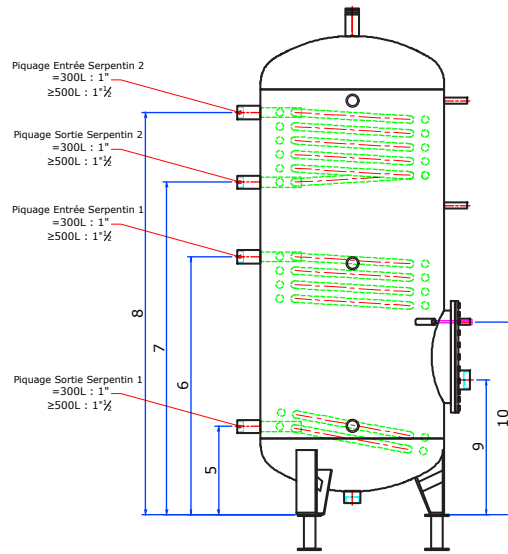 Piquage Entrée Serpentin 2
=300L : 1"
≥500L : 1"½
Piquage Sortie Serpentin 2
=300L : 1"
≥500L : 1"½
Piquage Entrée Serpentin 1
=300L : 1"
≥500L : 1"½
8
7
6
Piquage Sortie Serpentin 1
=300L : 1"
≥500L : 1"½
5
9
10